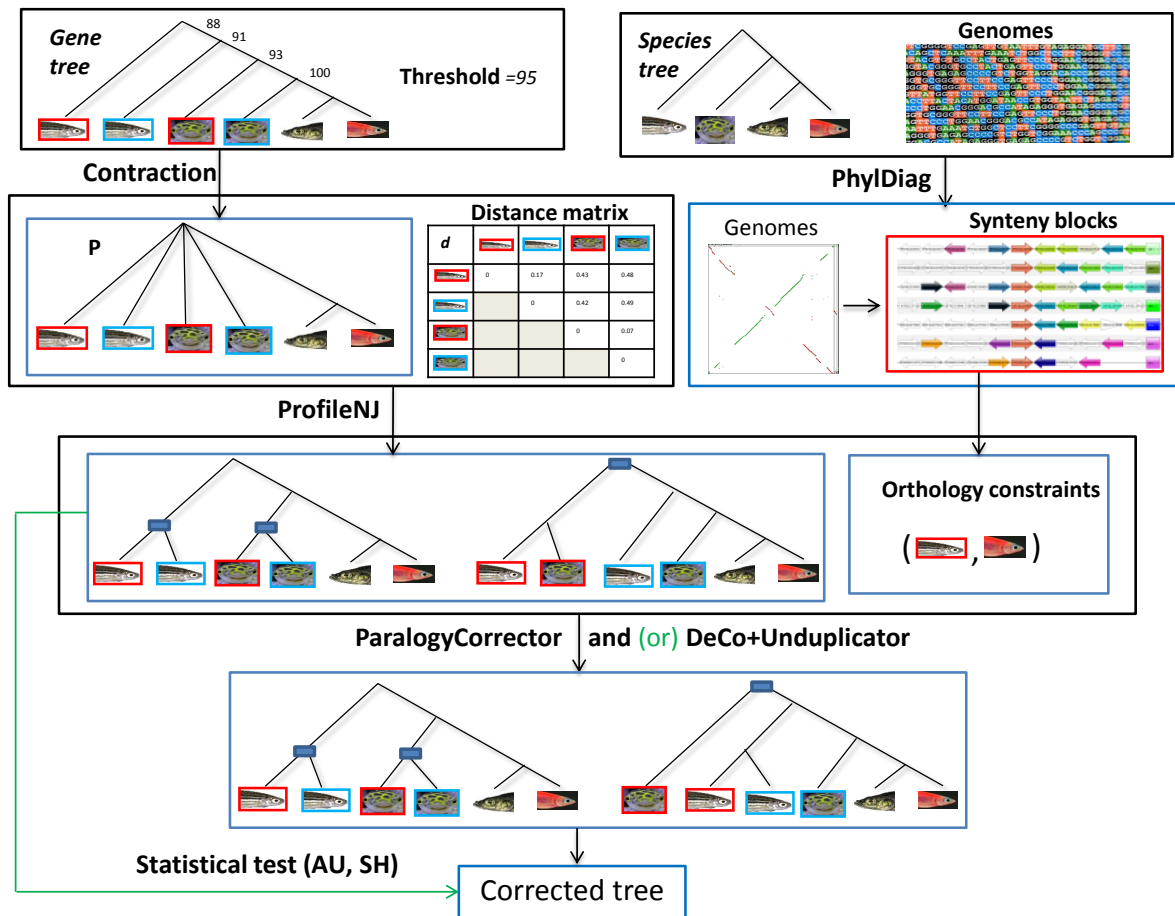 Gene
tree
88
91
93
100
Threshold =95
Species
tree
Genomes
Contraction
PhylDiag
P
Distance matrix
d
0 0.17 0.43 0.48
0 0.42 0.49
0 0.07
0
Genomes
Synteny blocks
ProfileNJ
Orthology constraints
( , )
ParalogyCorrector and (or) DeCo+Unduplicator
Statistical test (AU, SH)
Corrected tree